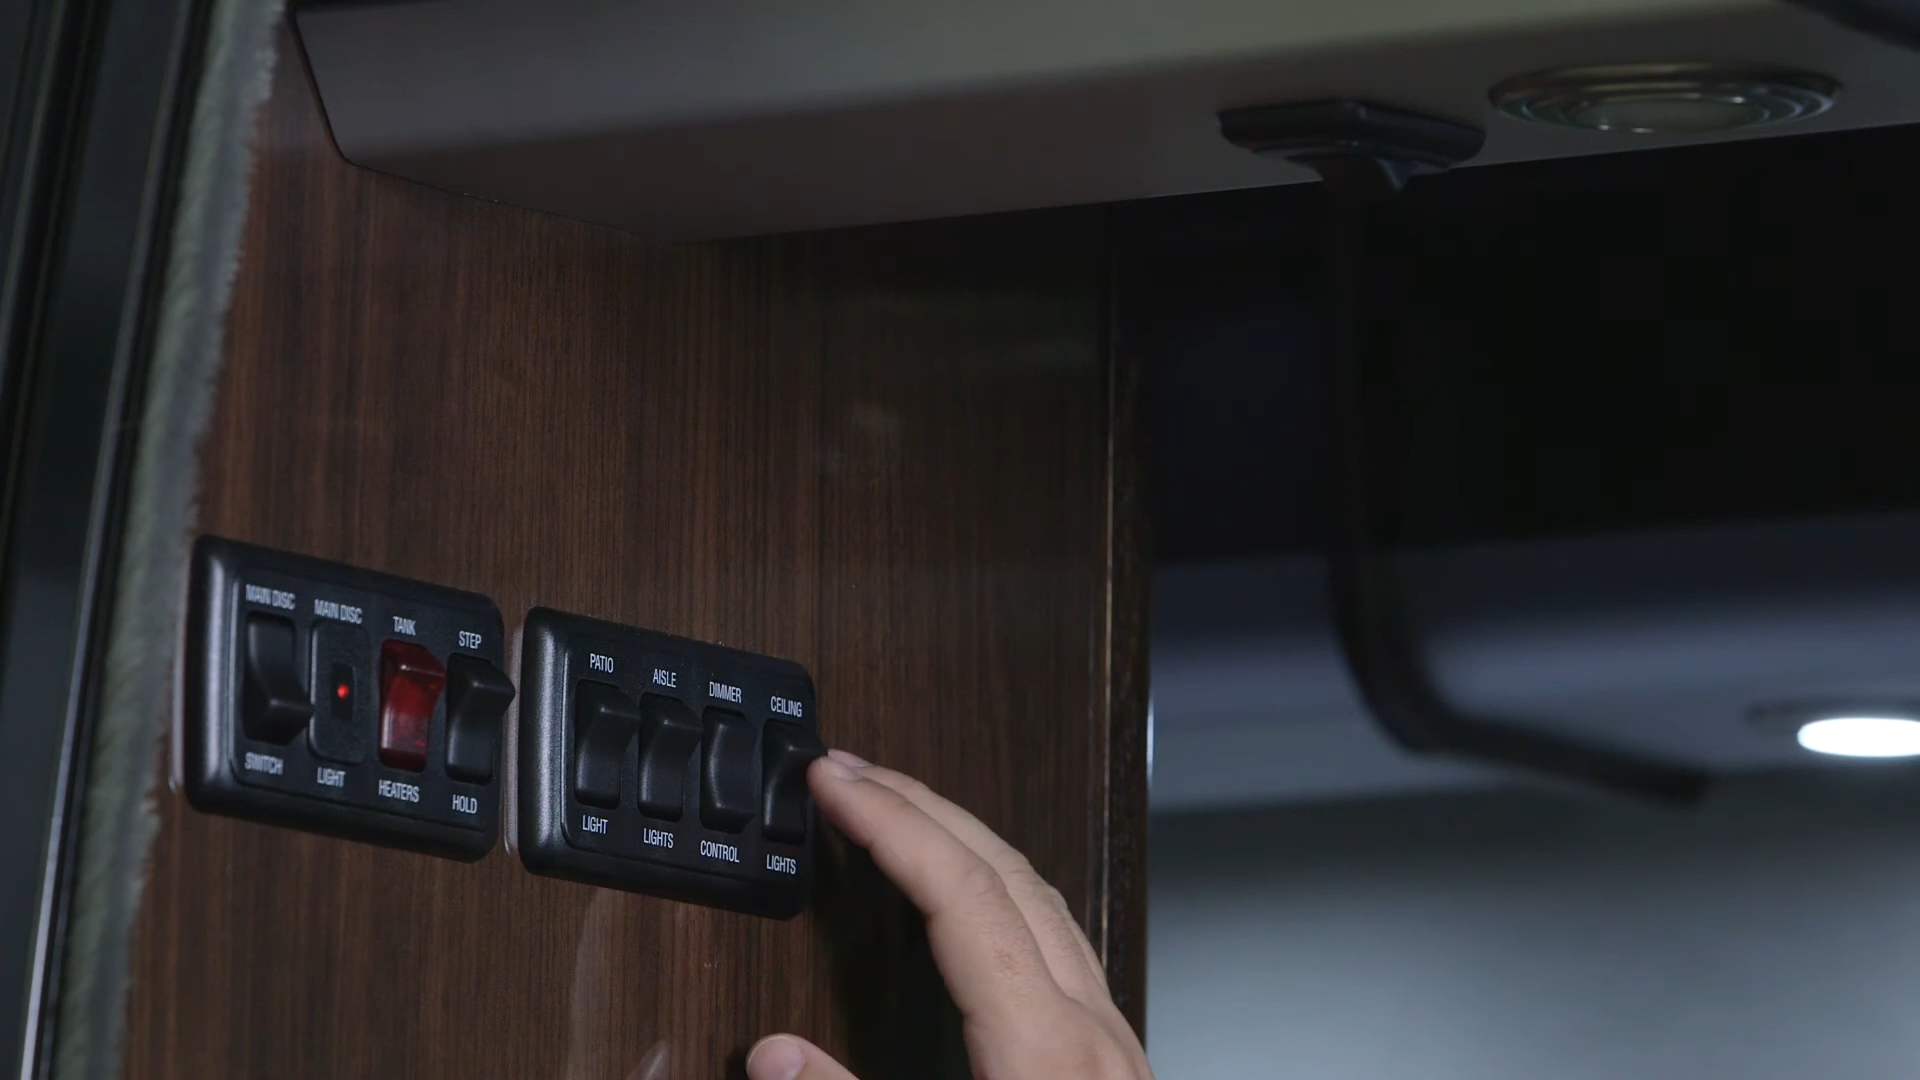 MAIN DISC MAIN DISC TANK STEP
SWITCH LIGHT HEATERS HOLD
PATIO AISLE DIMMER CEILING
LIGHT LIGHTS CONTROL LIGHTS